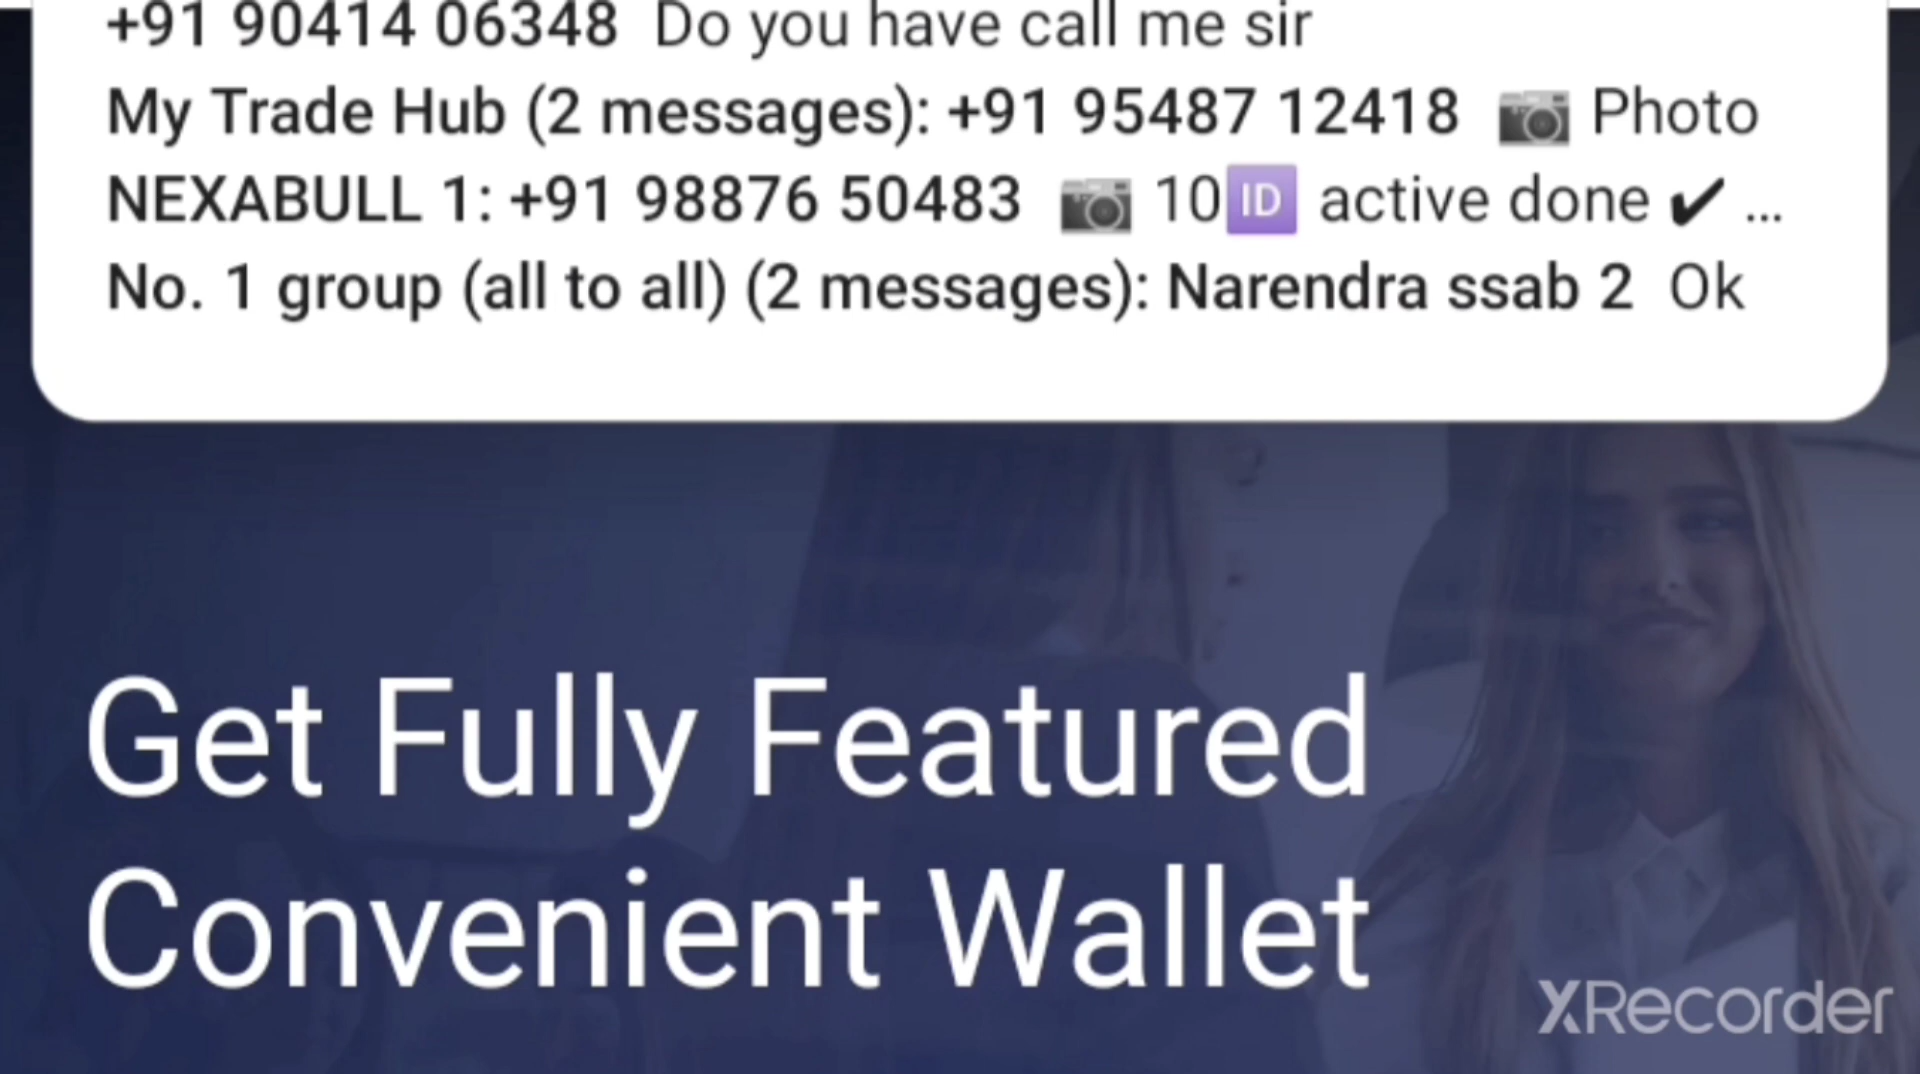 +91 90414 06348 Do you have call me sir
My Trade Hub (2 messages): +91 95487 12418 📷 Photo
NEXABULL 1: +91 98876 50483 📷 10🆔 active done ✔ ...
No. 1 group (all to all) (2 messages): Narendra ssab 2 Ok
Get Fully Featured
Convenient Wallet
XRecorder